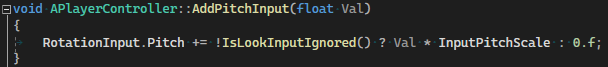 void APlayerController::AddPitchInput(float Val)
{
RotationInput.Pitch += !IsLookInputIgnored() ? Val * InputPitchScale : 0.f;
}